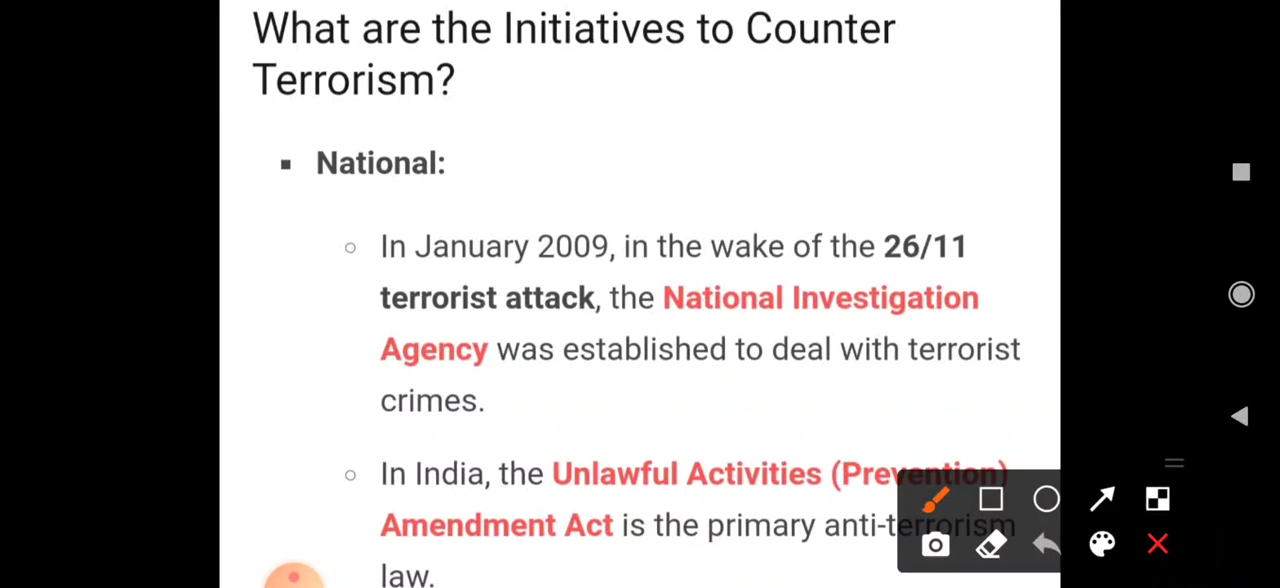 What are the Initiatives to Counter
Terrorism?
National:
In January 2009, in the wake of the 26/11
terrorist attack, the National Investigation
Agency was established to deal with terrorist
crimes.
In India, the Unlawful Activities (Prevention)
Amendment Act is the primary anti-terrorism
law.